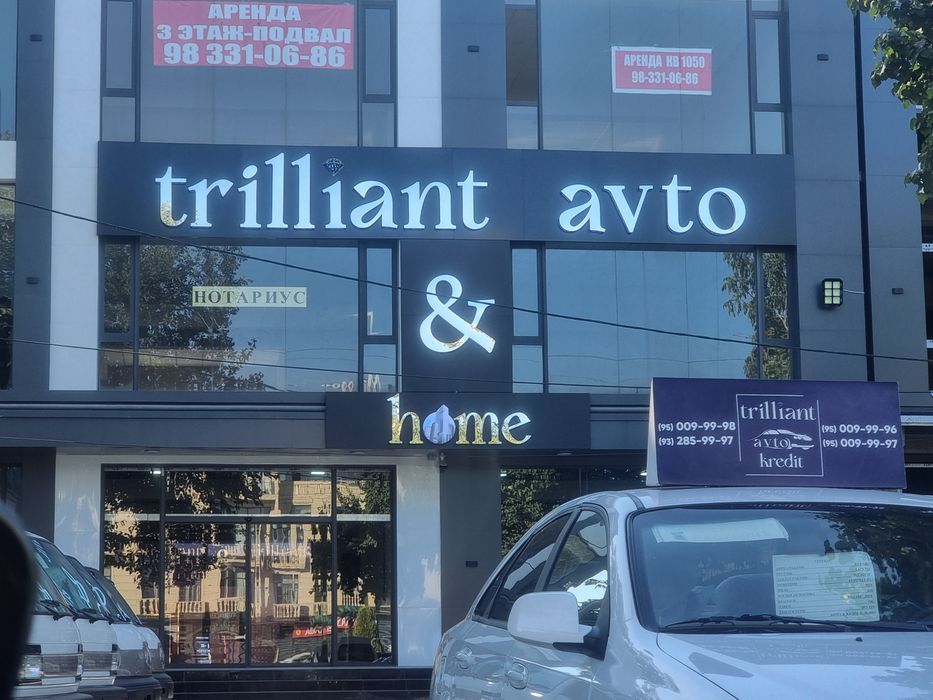 АРЕНДА
3 ЭТАЖ-ПОДВАЛ
98 331-06-86
АРЕНДА КВ 1050
98-331-06-86
trilliant avto
НОТАРИУС
&
home
(95) 009-99-98
(93) 285-99-97
trilliant
avto
kredit
(95) 009-99-96
(95) 009-99-97